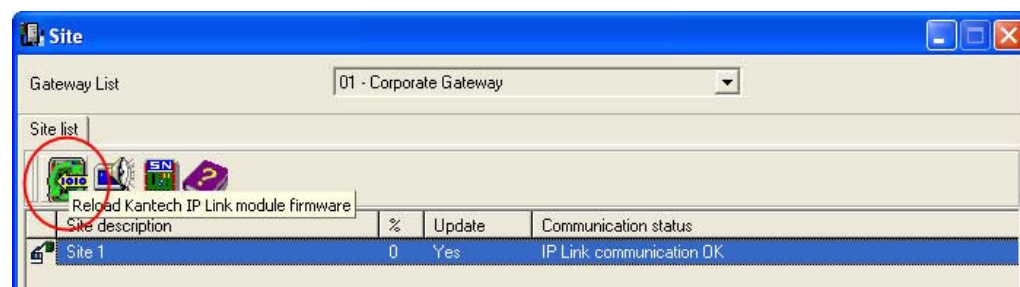 Site
Gateway List
01 - Corporate Gateway
Site list
1010
SN
?
Reload Kantech IP Link module firmware
Site description % Update Communication status
Site 1 0 Yes IP Link communication OK